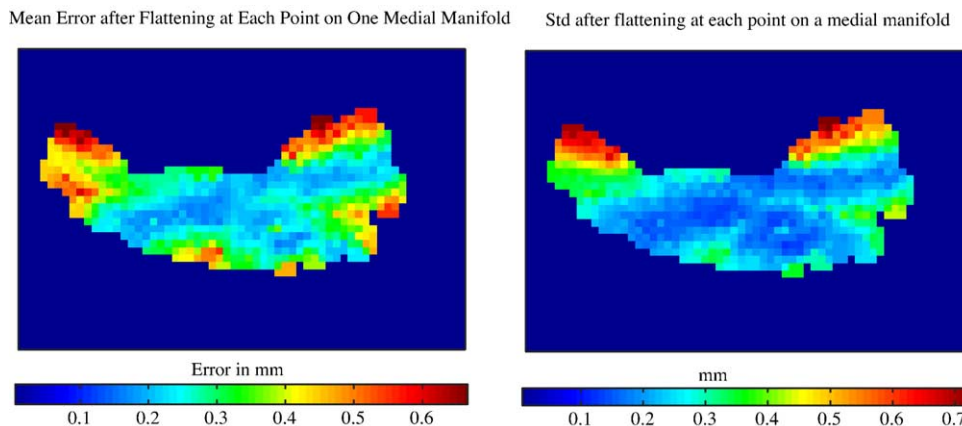 Mean Error after Flattening at Each Point on One Medial Manifold
Std after flattening at each point on a medial manifold
Error in mm
0.1 0.2 0.3 0.4 0.5 0.6
mm
0.1 0.2 0.3 0.4 0.5 0.6 0.7